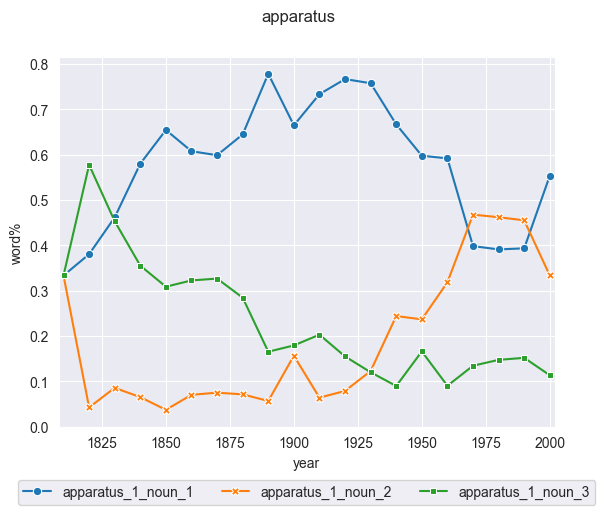 apparatus
0.8
0.7
0.6
0.5
0.4
0.3
0.2
0.1
0.0
word%
1825 1850 1875 1900 1925 1950 1975 2000
year
apparatus_1_noun_1 apparatus_1_noun_2 apparatus_1_noun_3